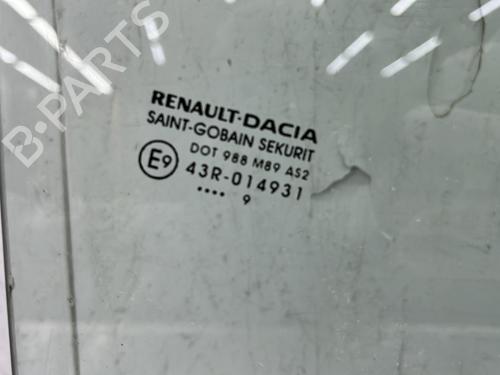 B-PARTS
RENAULT-DACIA
SAINT-GOBAIN SEKURIT
DOT 988 M89 AS2
E9 43R-014931
.... 9